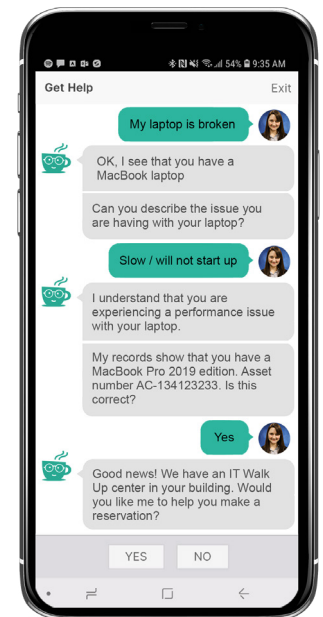 54% 9:35 AM
Get Help Exit
My laptop is broken
OK, I see that you have a
MacBook laptop
Can you describe the issue you
are having with your laptop?
Slow / will not start up
I understand that you are
experiencing a performance issue
with your laptop.
My records show that you have a
MacBook Pro 2019 edition. Asset
number AC-134123233. Is this
correct?
Yes
Good news! We have an IT Walk
Up center in your building. Would
you like me to help you make a
reservation?
YES NO